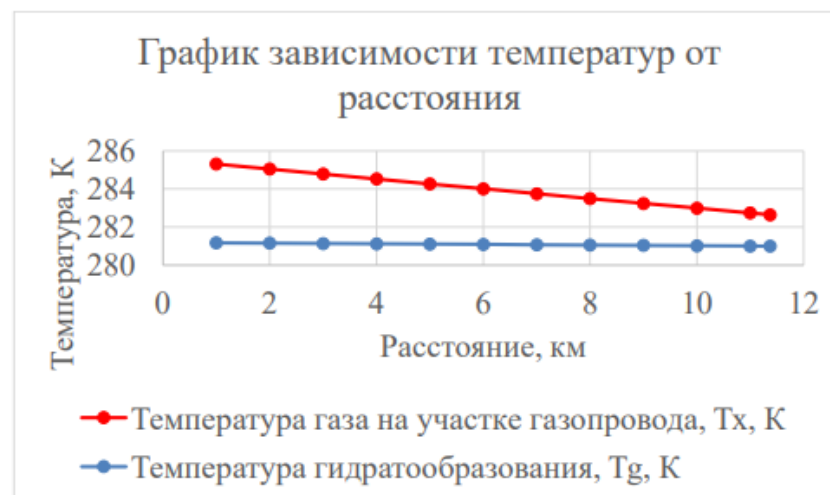 График зависимости температур от
расстояния
Температура, К
286
284
282
280
0 2 4 6 8 10 12
Расстояние, км
Температура газа на участке газопровода, Tx, К
Температура гидратообразования, Tg, К